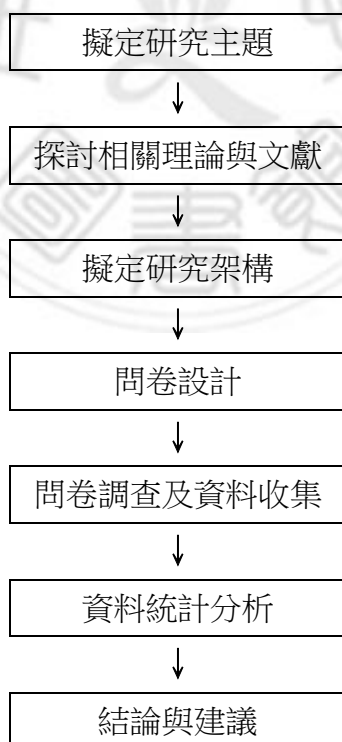 擬定研究主題
探討相關理論與文獻
擬定研究架構
問卷設計
問卷調查及資料收集
資料統計分析
結論與建議